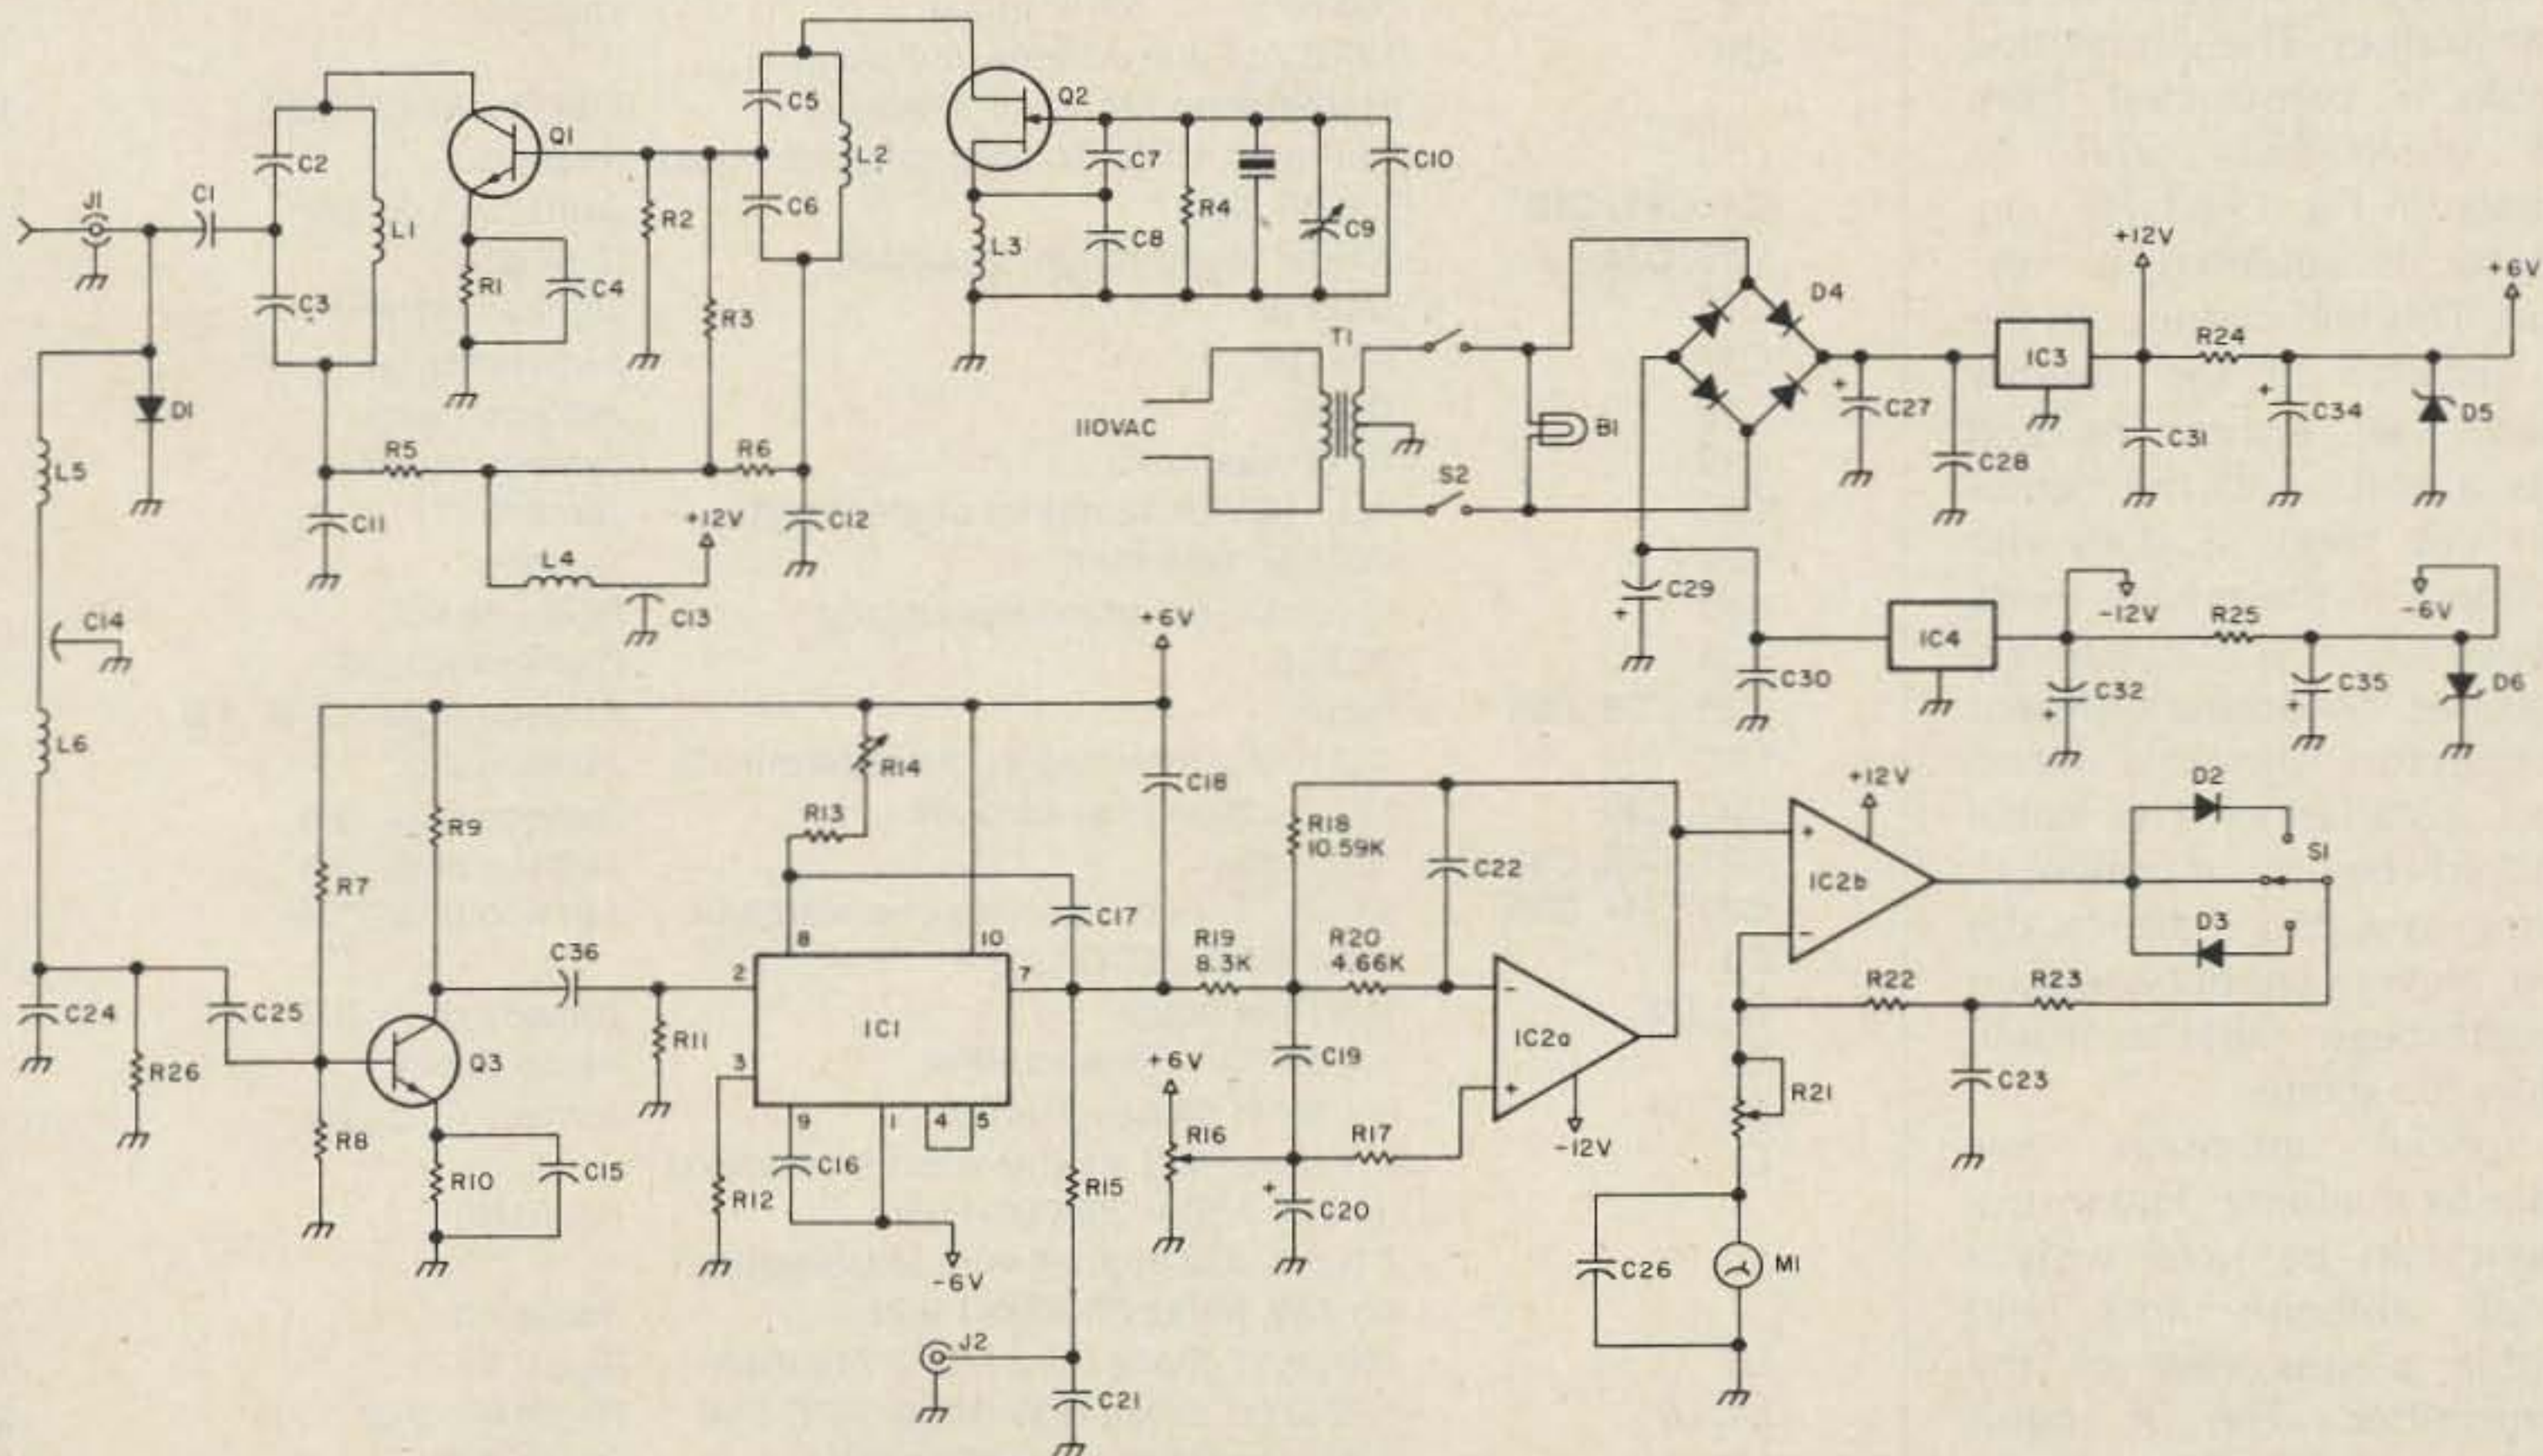 Q1
C5
L2
Q2
C7
C10
C2
J1
C1
L1
C6
R2
R4
C9
C3
R1
C4
L3
C8
R3
D4
+12V
+6V
T1
IC3
R24
D1
110VAC
B1
C27
C34
D5
R5
R6
S2
C28
C31
L5
C11
+12V
C12
L4
C13
C29
-12V
-6V
C14
+6V
IC4
R25
C30
C32
C35
D6
L6
R14
C18
+12V
D2
R13
R9
R18
10.59K
C22
IC2b
S1
R7
C17
D3
8
10
C36
R19
8.3K
R20
4.66K
2
7
R22
R23
C24
C25
IC1
-
+
-
R11
IC2a
Q3
3
+6V
C19
R26
R21
C23
+
9
1
4
5
R8
R16
R17
-12V
C16
R10
C15
R12
R15
+
C20
-6V
C26
M1
J2
C21
+
+
+
+
+